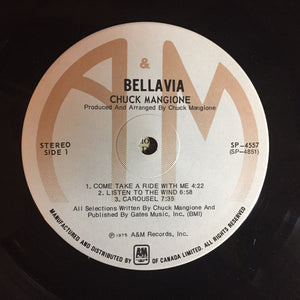 &
BELLAVIA
CHUCK MANGIONE
Produced and Arranged By Chuck Mangione
STEREO
SIDE 1
SP-4557
(SP-4851)
1. COME TAKE A RIDE WITH ME 4:22
2. LISTEN TO THE WIND 6:58
3. CAROUSEL 7:35
All Selections Written by Chuck Mangione And
Published By Gates Music, Inc. (BMI)
℗ 1975 A&M Records, Inc.
MANUFACTURED AND DISTRIBUTED BY A&M RECORDS OF CANADA LIMITED. ALL RIGHTS RESERVED.